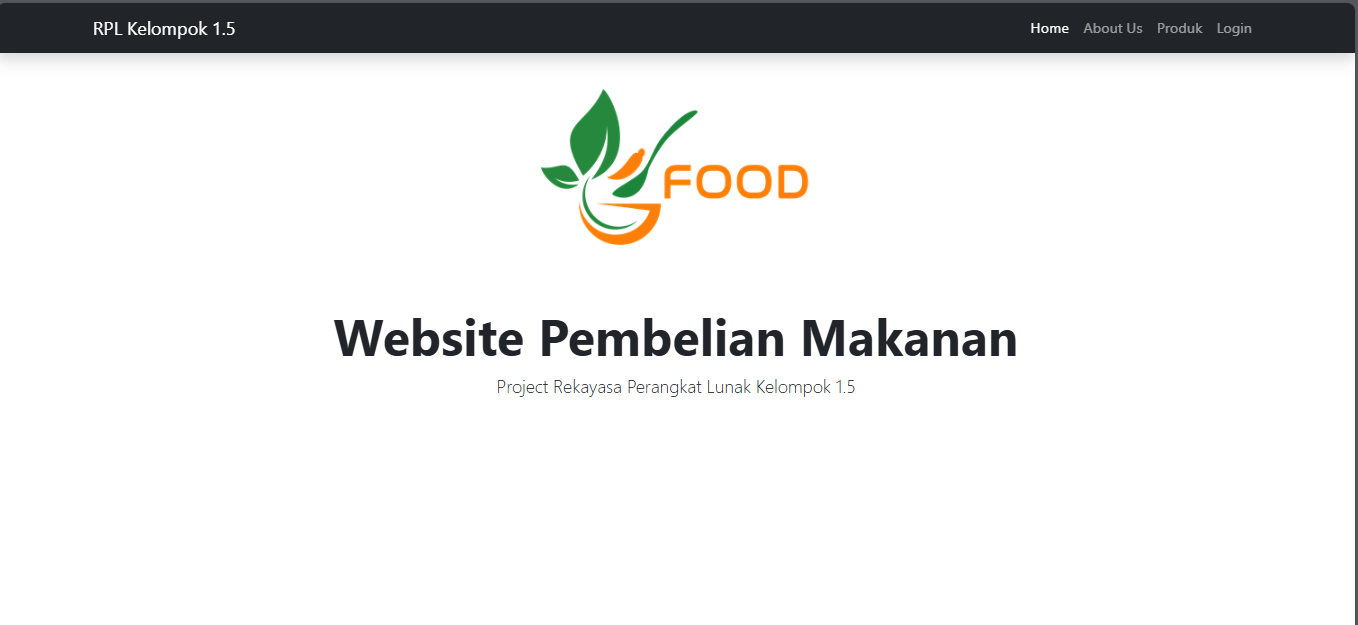 RPL Kelompok 1.5
Home About Us Produk Login
FOOD
Website Pembelian Makanan
Project Rekayasa Perangkat Lunak Kelompok 1.5